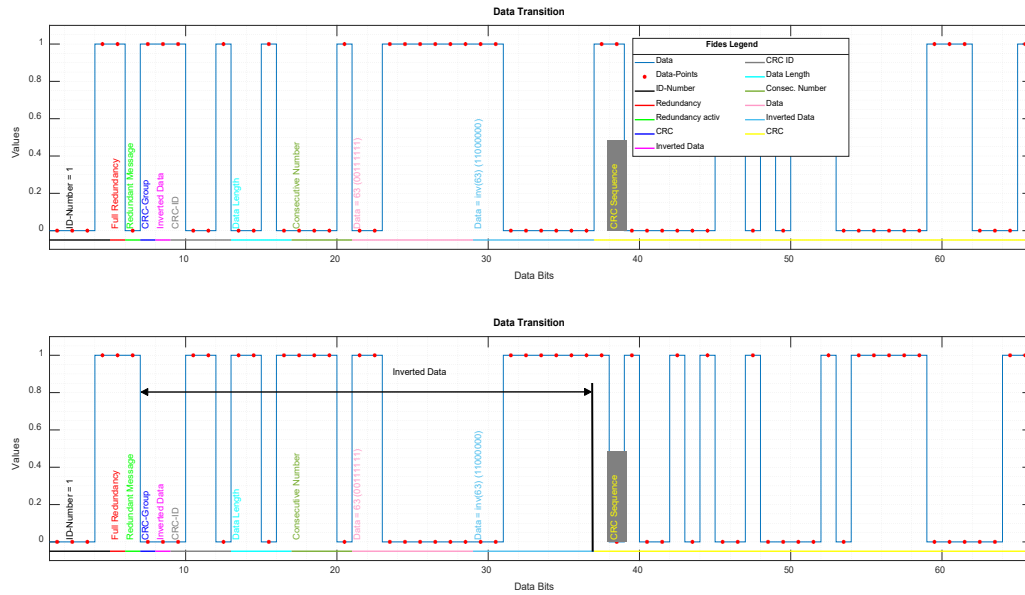 Data Transition
1
0.8
0.6
0.4
0.2
0
Values
ID-Number = 1
Full Redundancy
Redundant Message
CRC-Group
Inverted Data
CRC-ID
Data Length
Consecutive Number
Data = 63 (00111111)
Data = inv(63) (11000000)
CRC Sequence
Fides Legend
Data
CRC ID
Data-Points
Data Length
ID-Number
Consec. Number
Redundancy
Data
Redundancy activ
Inverted Data
CRC
CRC
Inverted Data
10
20
30
40
50
60
Data Bits
Data Transition
1
0.8
0.6
0.4
0.2
0
Values
Inverted Data
ID-Number = 1
Full Redundancy
Redundant Message
CRC-Group
Inverted Data
CRC-ID
Data Length
Consecutive Number
Data = 63 (00111111)
Data = inv(63) (11000000)
CRC Sequence
10
20
30
40
50
60
Data Bits